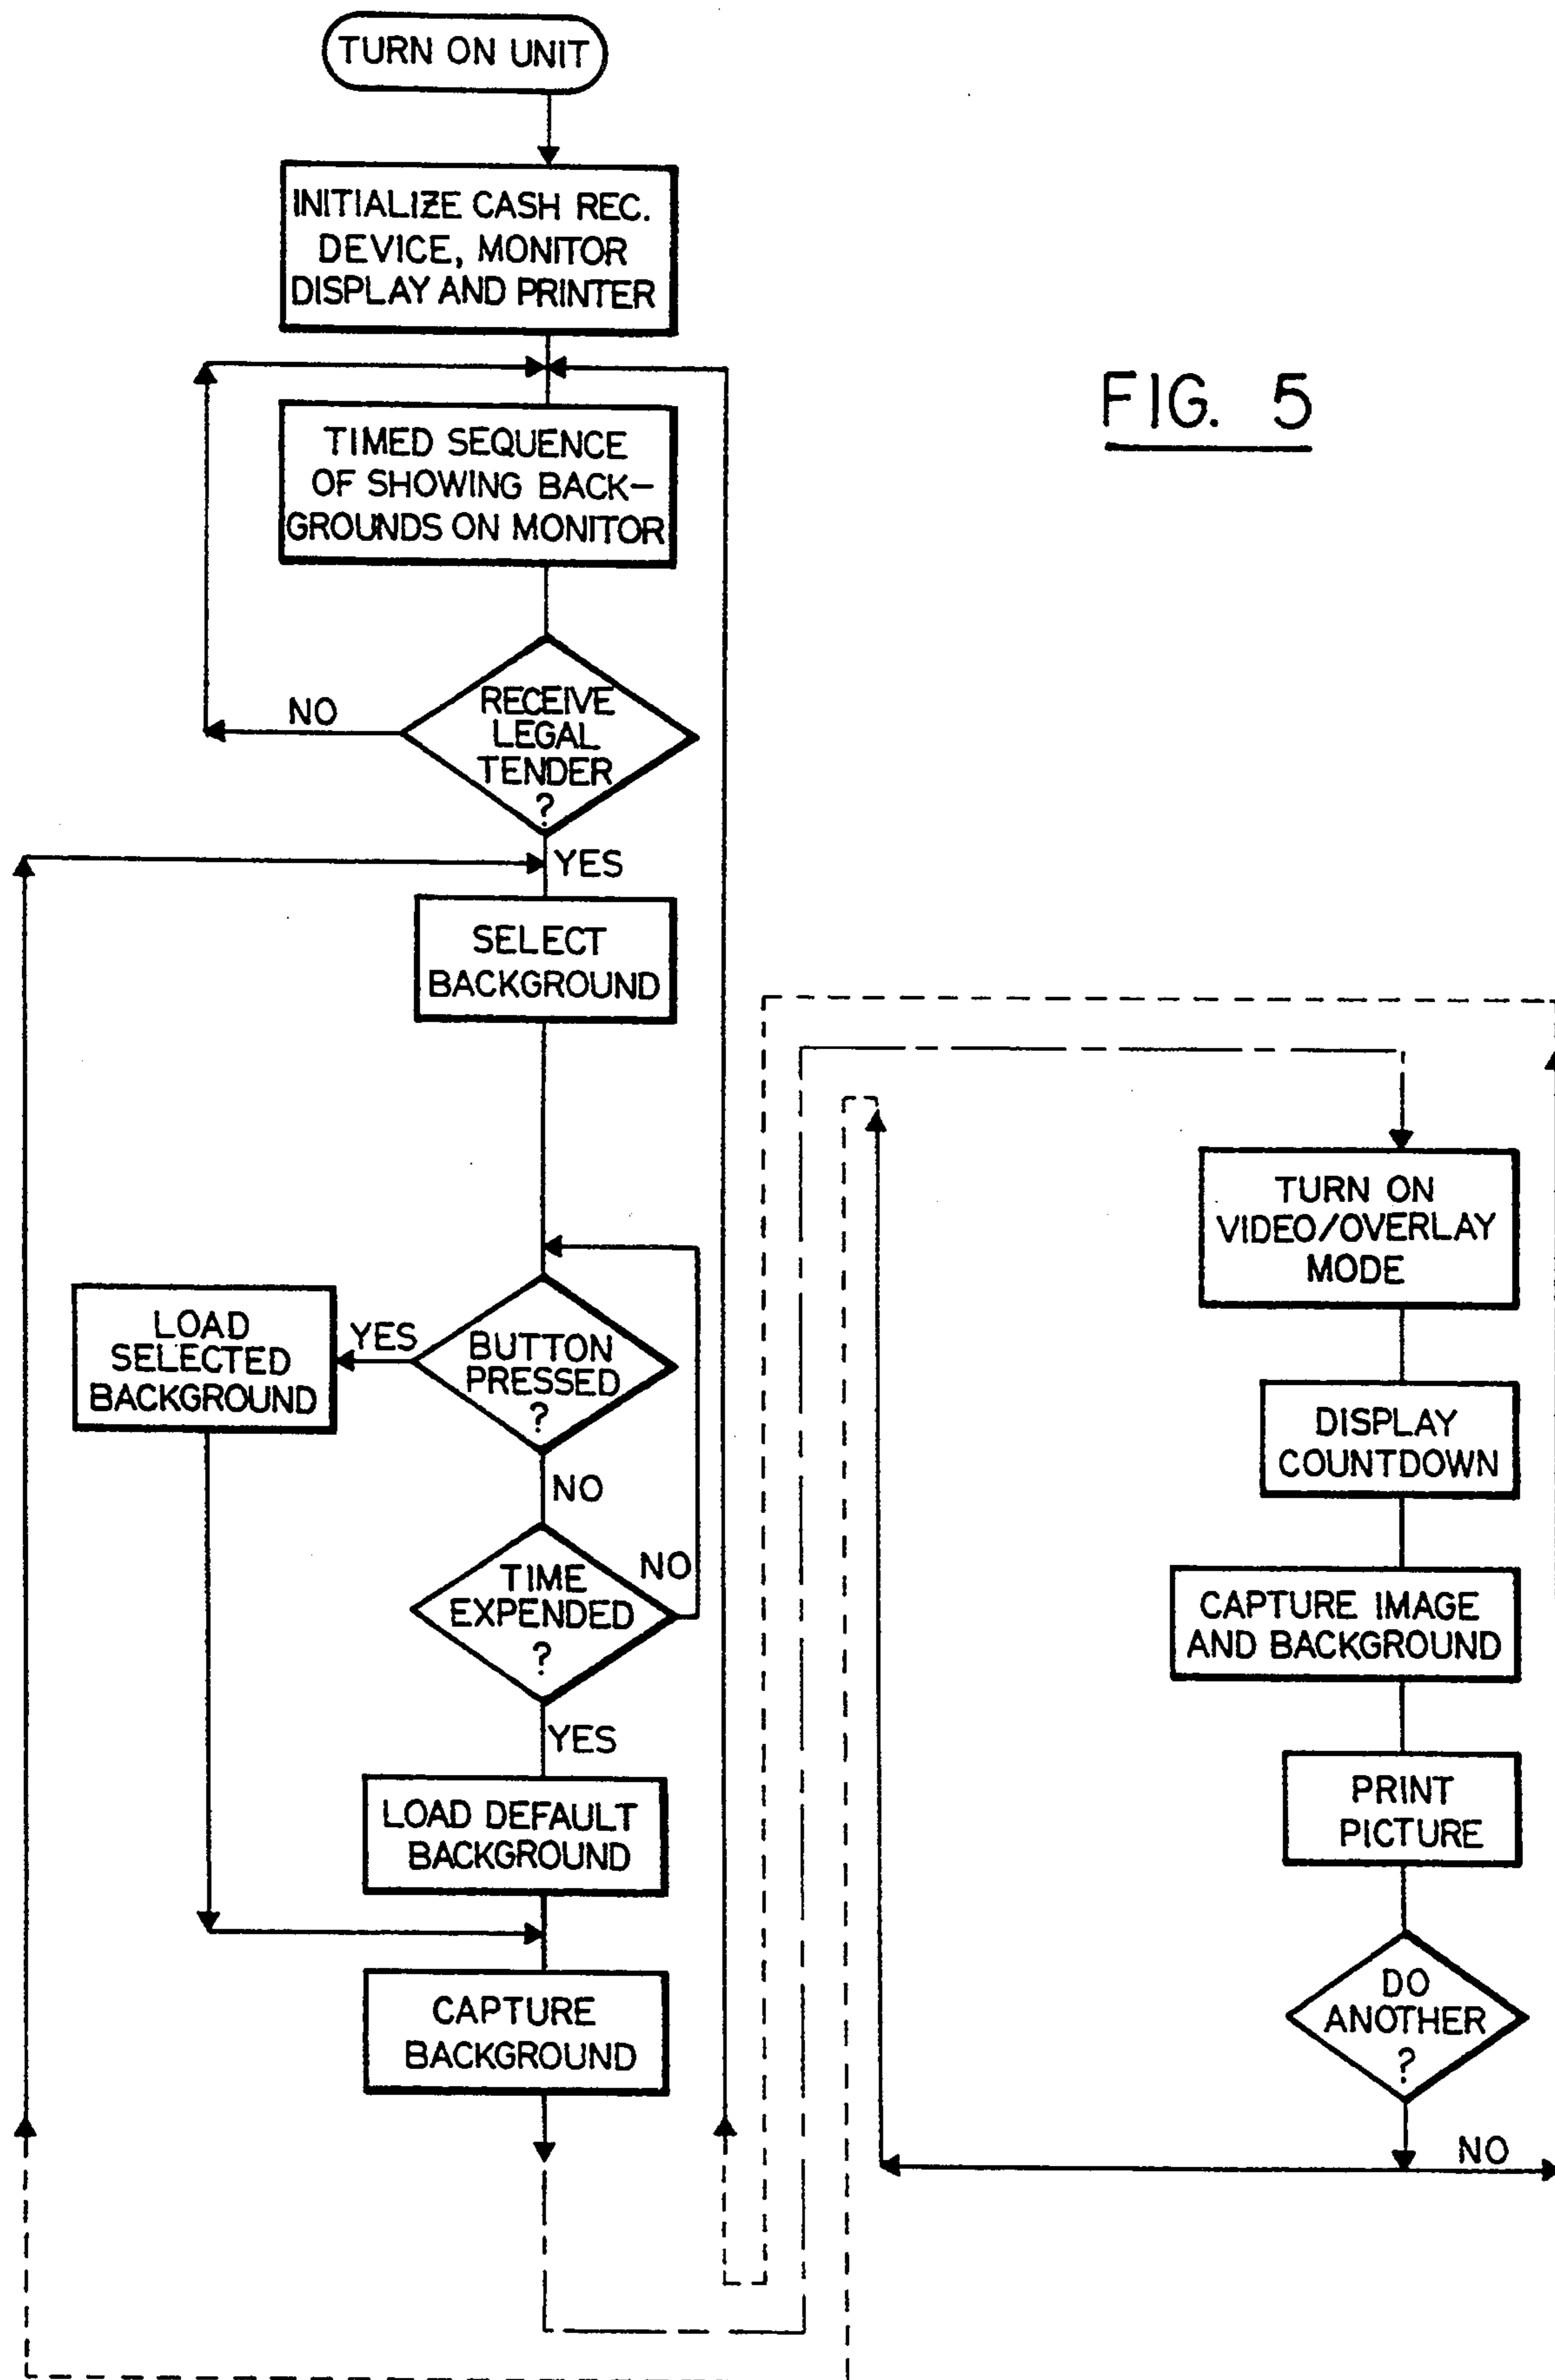 TURN ON UNIT
INITIALIZE CASH REC.
DEVICE, MONITOR
DISPLAY AND PRINTER
FIG. 5
TIMED SEQUENCE
OF SHOWING BACK-
GROUNDS ON MONITOR
RECEIVE
LEGAL
TENDER
?
NO
YES
SELECT
BACKGROUND
BUTTON
PRESSED
?
YES
LOAD
SELECTED
BACKGROUND
NO
TIME
EXPENDED
?
NO
YES
LOAD DEFAULT
BACKGROUND
CAPTURE
BACKGROUND
TURN ON
VIDEO/OVERLAY
MODE
DISPLAY
COUNTDOWN
CAPTURE IMAGE
AND BACKGROUND
PRINT
PICTURE
DO
ANOTHER
?
NO